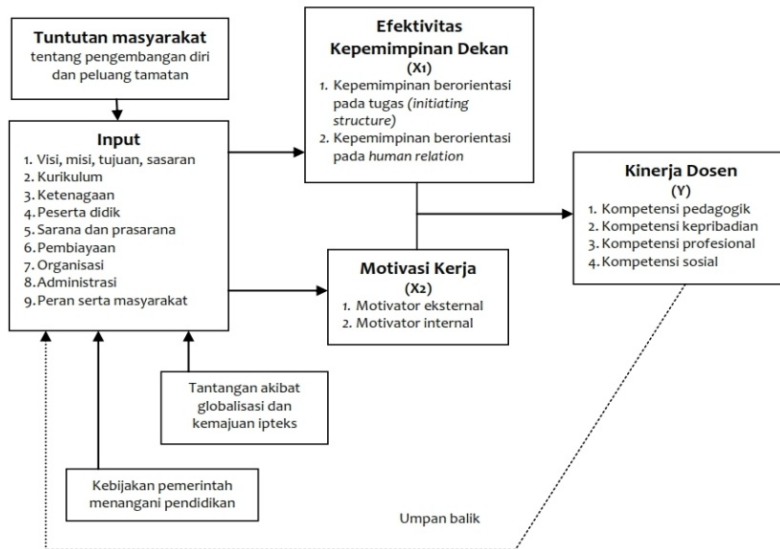 Tuntutan masyarakat
tentang pengembangan diri
dan peluang tamatan
Efektivitas
Kepemimpinan Dekan
(X1)
1. Kepemimpinan berorientasi
pada tugas (initiating
structure)
2. Kepemimpinan berorientasi
pada human relation
Input
1. Visi, misi, tujuan, sasaran
2. Kurikulum
3. Ketenagaan
4. Peserta didik
5. Sarana dan prasarana
6. Pembiayaan
7. Organisasi
8. Administrasi
9. Peran serta masyarakat
Motivasi Kerja
(X2)
1. Motivator eksternal
2. Motivator internal
Kinerja Dosen
(Y)
1. Kompetensi pedagogik
2. Kompetensi kepribadian
3. Kompetensi profesional
4. Kompetensi sosial
Tantangan akibat
globalisasi dan
kemajuan ipteks
Kebijakan pemerintah
menangani pendidikan
Umpan balik